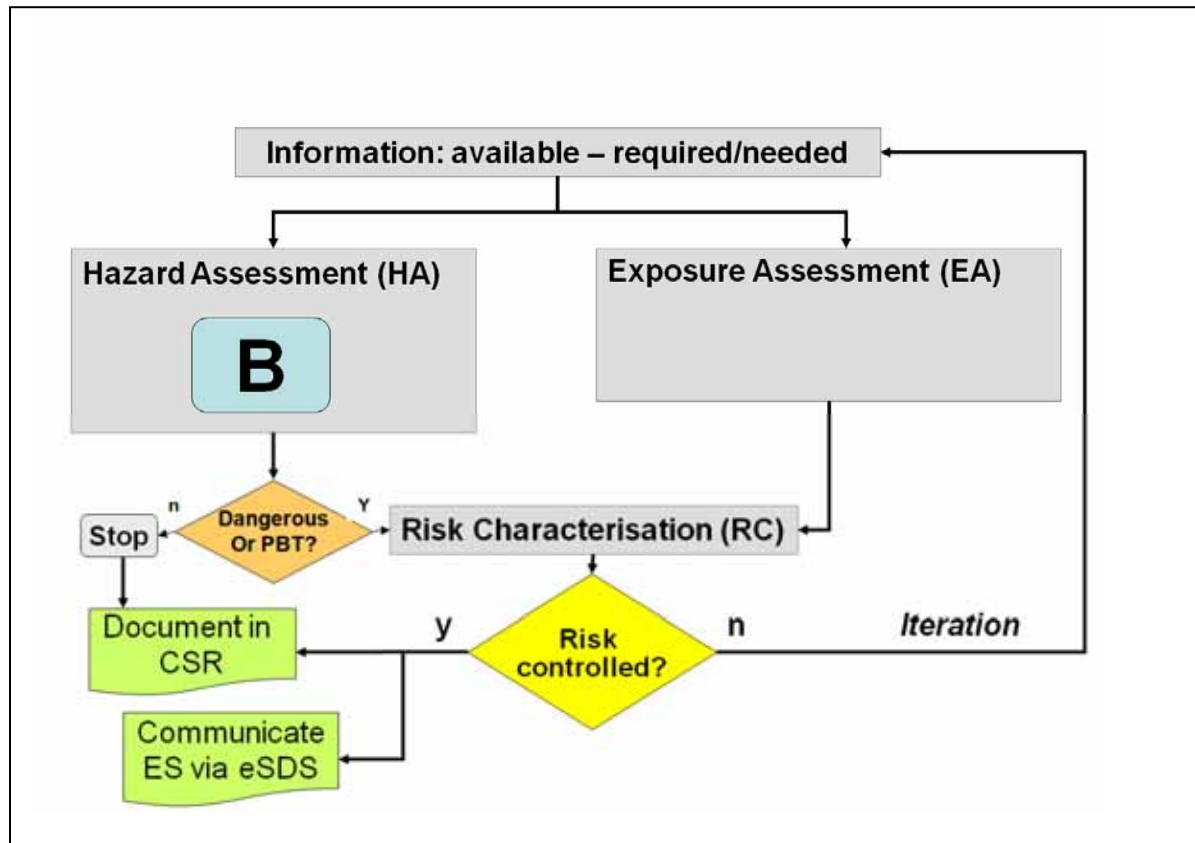 Information: available – required/needed
Hazard Assessment (HA)
Exposure Assessment (EA)
B
n
Y
Dangerous
Or PBT?
Stop
Risk Characterisation (RC)
Document in
CSR
y
Risk
controlled?
n
Iteration
Communicate
ES via eSDS